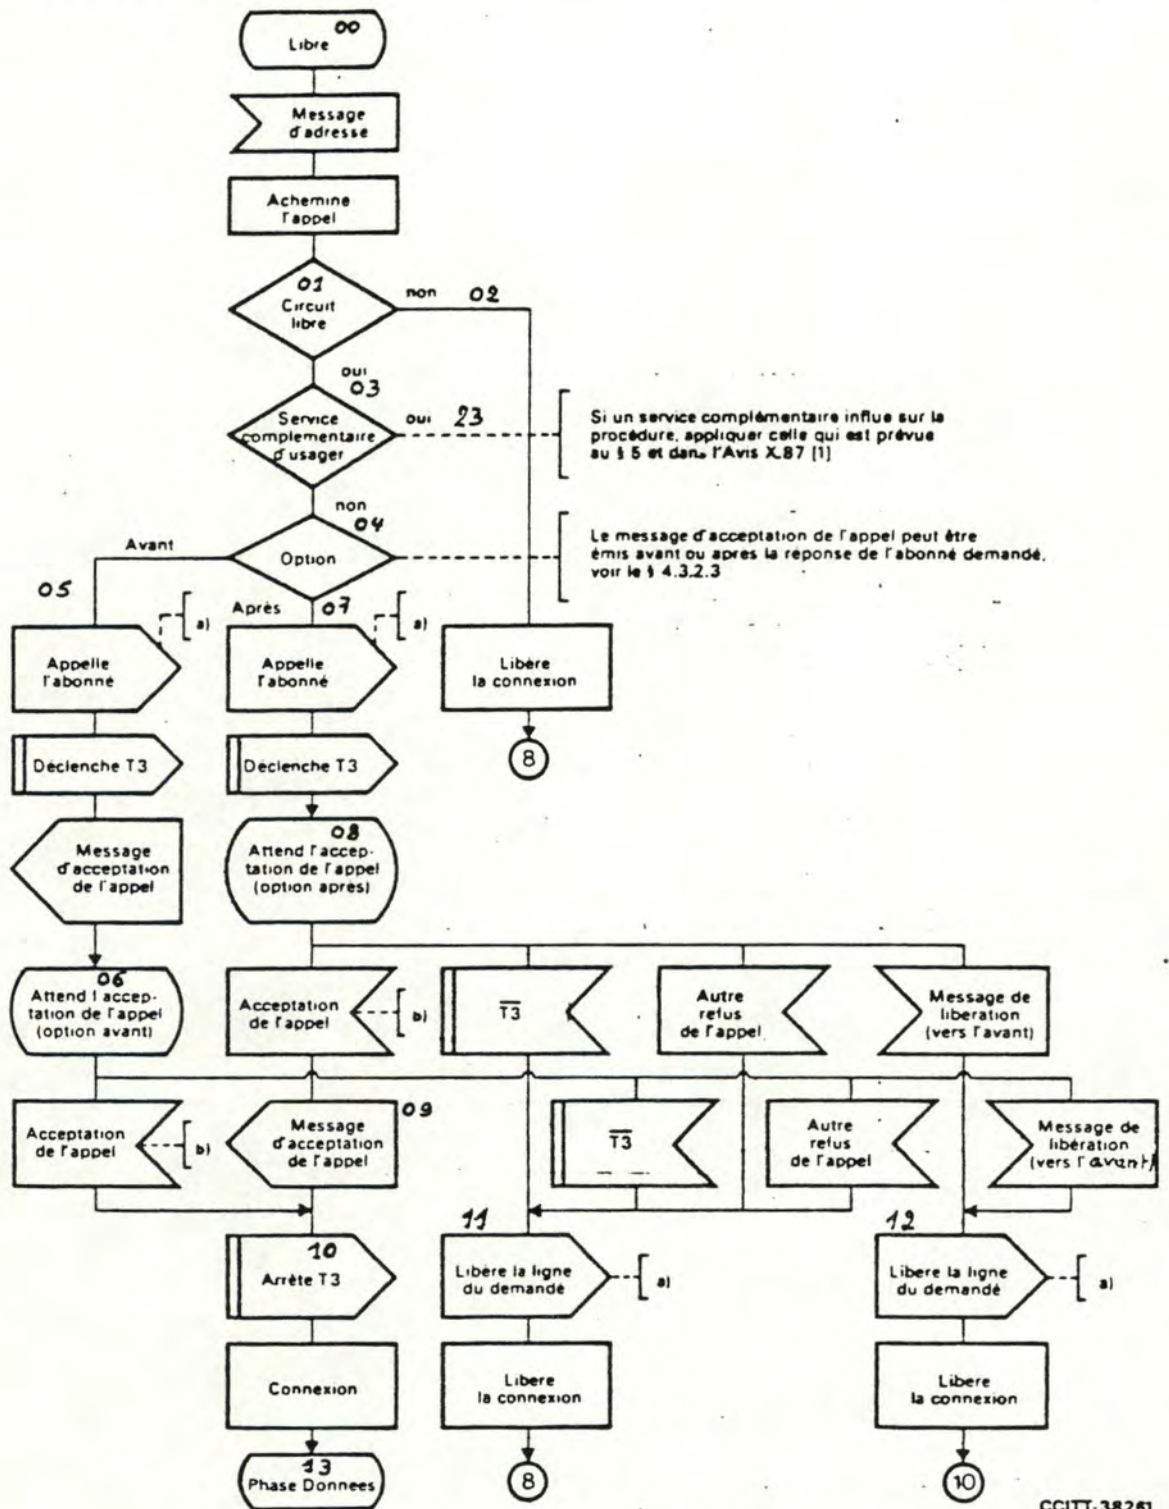 00
Libre
Message
d'adresse
Achemine
l'appel
01
Circuit
libre
non 02
oui
03
Service
complementaire
d'usager
oui 23
Si un service complémentaire influe sur la
procédure, appliquer celle qui est prévue
au § 5 et dans l'Avis X.87 [1]
non
04
Option
Avant
Le message d'acceptation de l'appel peut être
émis avant ou après la réponse de l'abonné demandé,
voir le § 4.3.2.3
05
Après 07
a)
a)
Appelle
l'abonné
Appelle
l'abonné
Libère
la connexion
Déclenche T3
Déclenche T3
8
Message
d'acceptation
de l'appel
08
Attend l'accep-
tation de l'appel
(option après)
06
Attend l'accep-
tation de l'appel
(option avant)
Acceptation
de l'appel
b)
T3
Autre
refus
de l'appel
Message de
libération
(vers l'avant)
Acceptation
de l'appel
b)
Message
d'acceptation
de l'appel
09
T3
Autre
refus
de l'appel
Message de
libération
(vers l'avant)
10
Arrête T3
11
Libère la ligne
du demandé
a)
12
Libère la ligne
du demandé
a)
Connexion
Libere
la connexion
Libere
la connexion
13
Phase Donnees
8
10
CCITT-38261